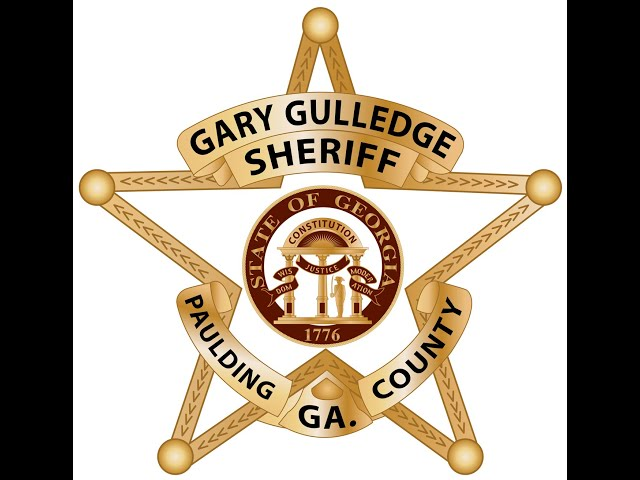 GARY GULLEDGE
SHERIFF
STATE OF GEORGIA
CONSTITUTION
JUSTICE
WIS
DOM
MODER
ATION
1776
PAULDING
GA.
COUNTY